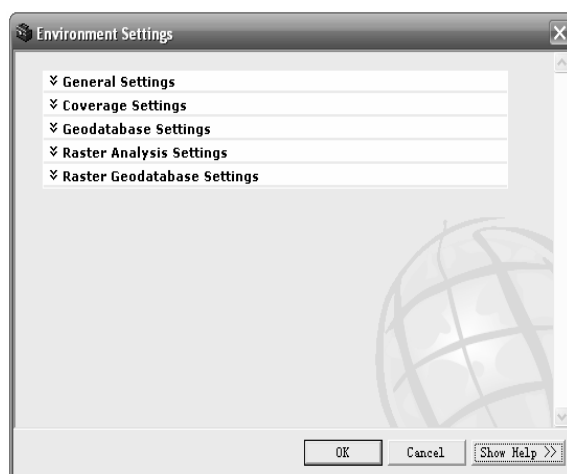 Environment Settings
General Settings
Coverage Settings
Geodatabase Settings
Raster Analysis Settings
Raster Geodatabase Settings
OK Cancel Show Help >>